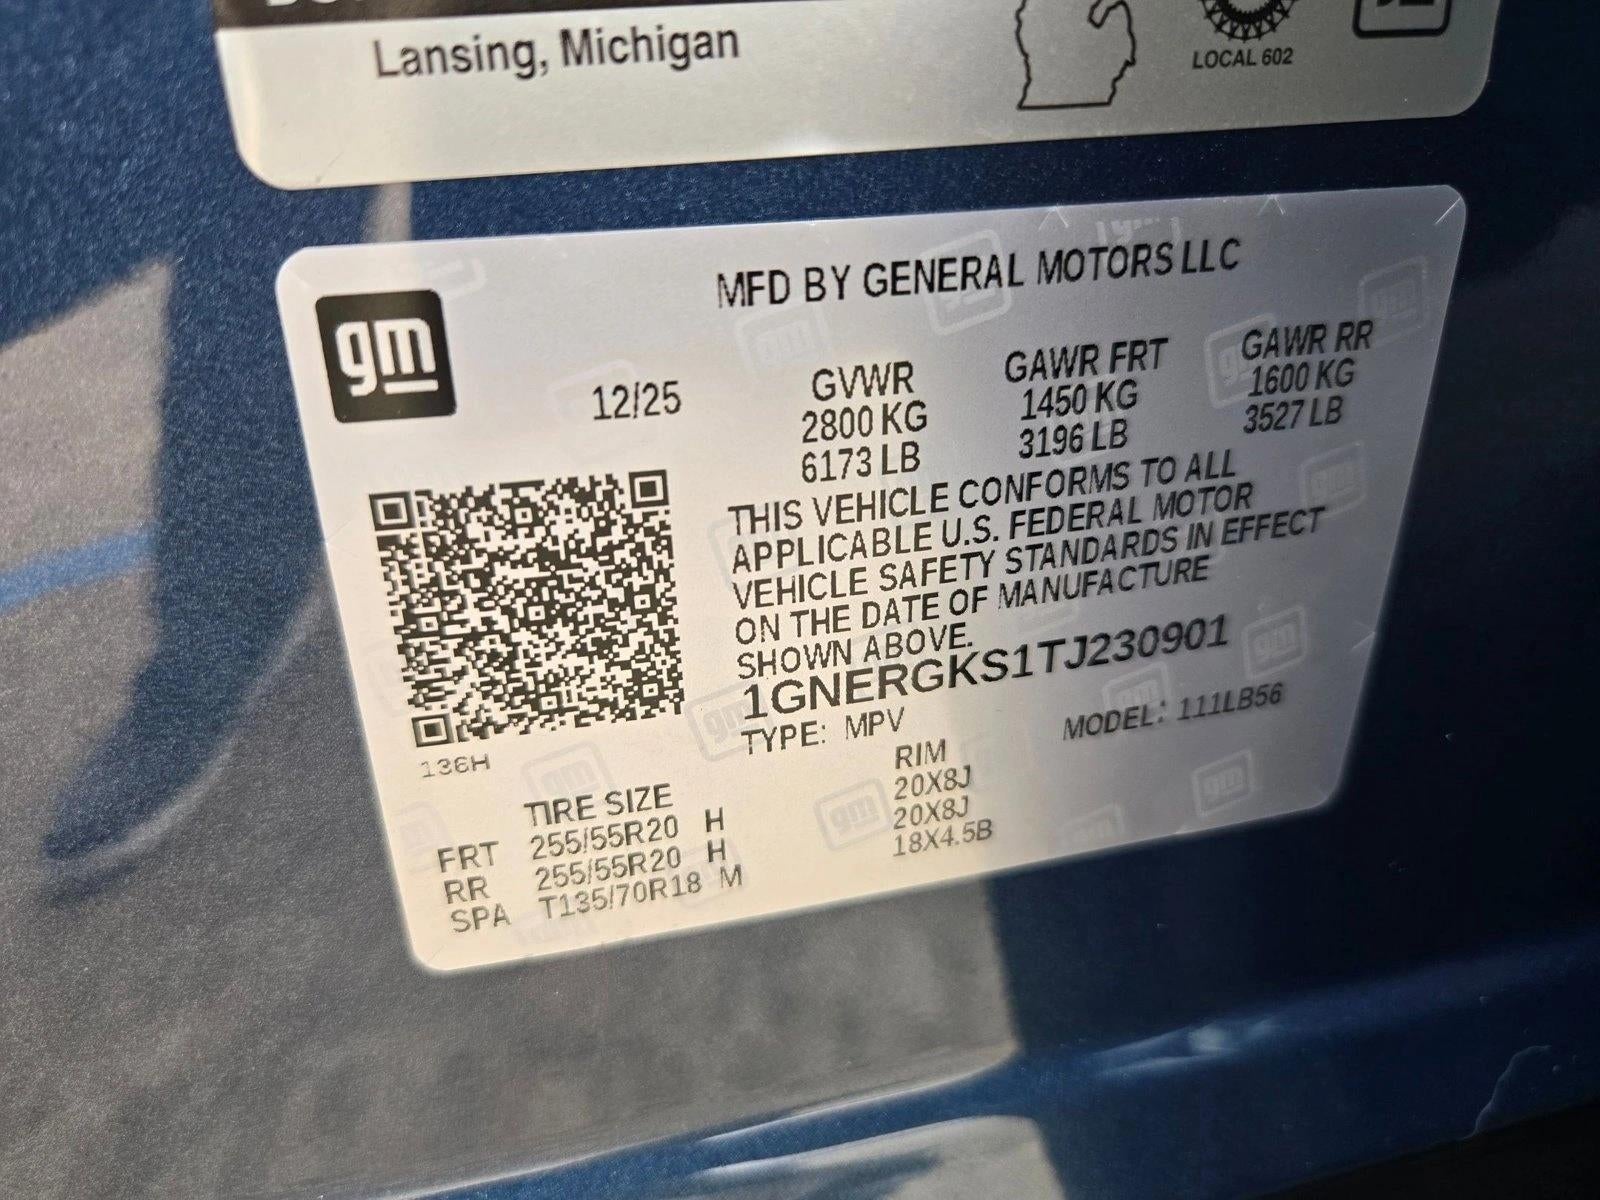 Lansing, Michigan
LOCAL 602
MFD BY GENERAL MOTORS LLC
gm
12/25
GVWR GAWR FRT GAWR RR
2800 KG 1450 KG 1600 KG
6173 LB 3196 LB 3527 LB
THIS VEHICLE CONFORMS TO ALL
APPLICABLE U.S. FEDERAL MOTOR
VEHICLE SAFETY STANDARDS IN EFFECT
ON THE DATE OF MANUFACTURE
SHOWN ABOVE.
1GNERGKS1TJ230901
TYPE: MPV MODEL: 111LB56
136H
TIRE SIZE RIM
FRT 255/55R20 H 20X8J
RR 255/55R20 H 20X8J
SPA T135/70R18 M 18X4.5B